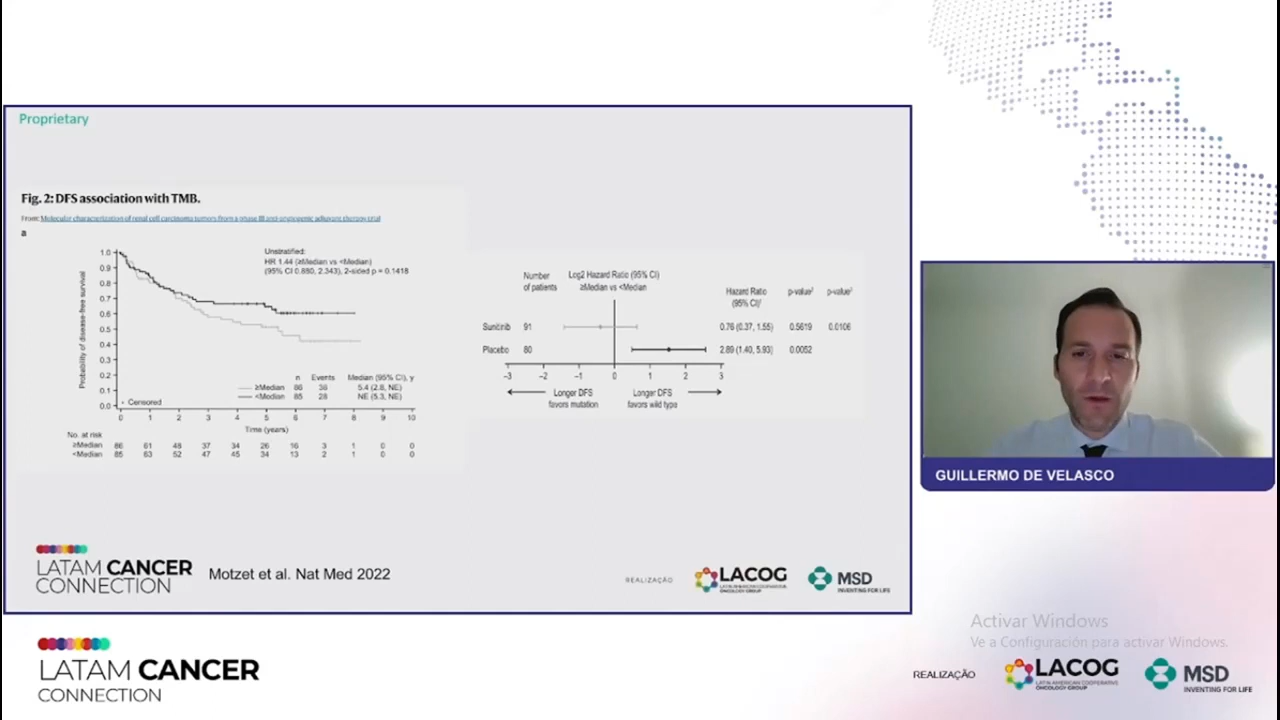 Proprietary
Fig. 2: DFS association with TMB.
From: Molecular characterization of renal cell carcinoma tumors from a phase III anti-angiogenic adjuvant therapy trial
a
Unstratified:
HR 1.44 (≥Median vs <Median)
(95% CI 0.880, 2.343), 2-sided p = 0.1418
Probability of disease-free survival
1.0
0.9
0.8
0.7
0.6
0.5
0.4
0.3
0.2
0.1
0.0
n Events Median (95% CI), y
≥Median 86 36 5.4 (2.8, NE)
<Median 85 28 NE (5.3, NE)
Censored
0 1 2 3 4 5 6 7 8 9 10
Time (years)
No. at risk
≥Median 86 61 48 37 34 26 16 3 1 0 0
<Median 85 63 52 47 45 34 13 2 1 0 0
Number of patients
Log2 Hazard Ratio (95% CI)
≥Median vs <Median
Hazard Ratio (95% CI)
p-value
p-value
Sunitinib 91 0.76 (0.37, 1.55) 0.5619 0.0106
Placebo 80 2.89 (1.40, 5.93) 0.0052
−3 −2 −1 0 1 2 3
Longer DFS favors mutation
Longer DFS favors wild type
LATAM CANCER
CONNECTION
Motzet et al. Nat Med 2022
REALIZAÇÃO
LACOG
LATIN AMERICAN COOPERATIVE
ONCOLOGY GROUP
MSD
INVENTING FOR LIFE
GUILLERMO DE VELASCO
Activar Windows
Ve a Configuración para activar Windows.
LATAM CANCER
CONNECTION
REALIZAÇÃO
LACOG
LATIN AMERICAN COOPERATIVE
ONCOLOGY GROUP
MSD
INVENTING FOR LIFE